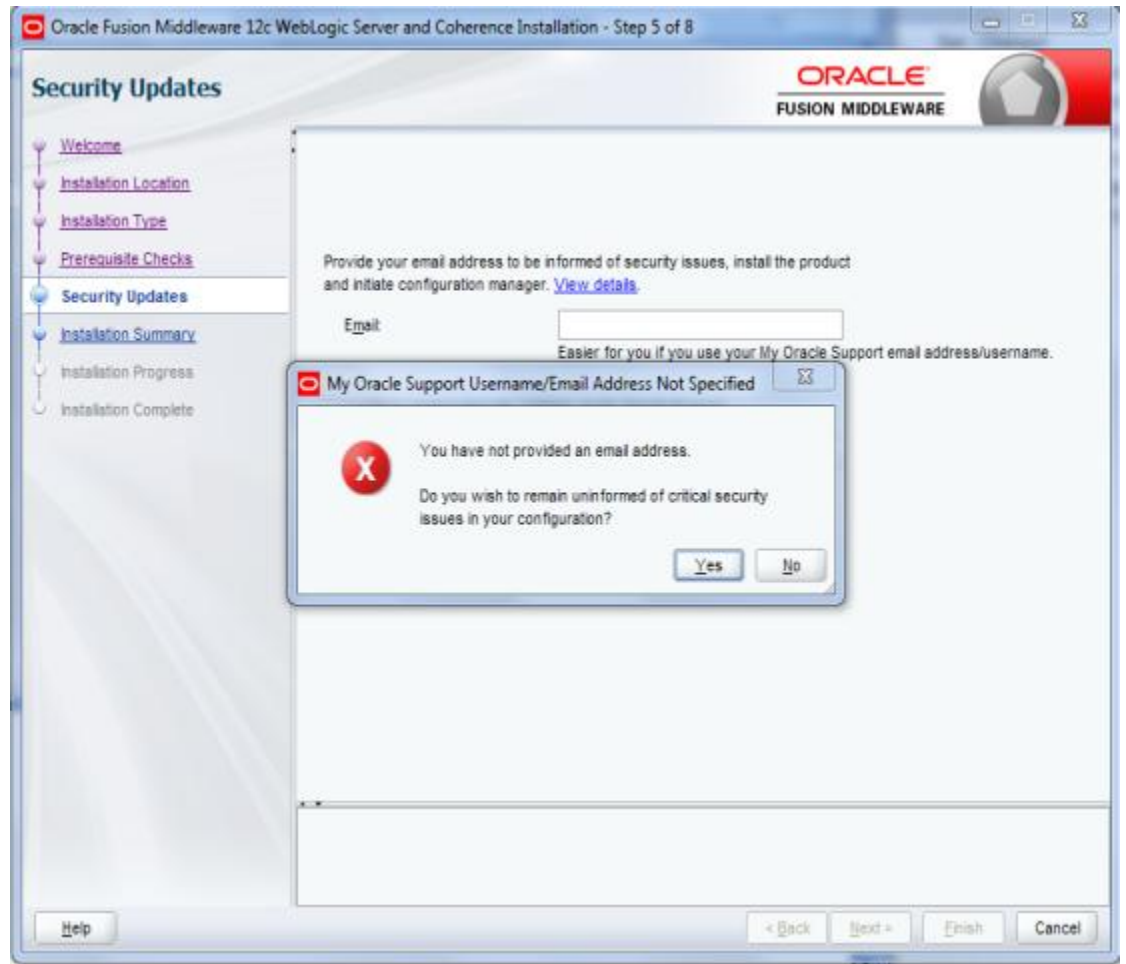 Oracle Fusion Middleware 12c WebLogic Server and Coherence Installation - Step 5 of 8
Security Updates
ORACLE
FUSION MIDDLEWARE
Welcome
Installation Location
Installation Type
Prerequisite Checks
Security Updates
Installation Summary
Installation Progress
Installation Complete
Provide your email address to be informed of security issues, install the product
and initiate configuration manager. View details.
Email:
Easier for you if you use your My Oracle Support email address/username.
My Oracle Support Username/Email Address Not Specified
You have not provided an email address.
Do you wish to remain uninformed of critical security
issues in your configuration?
Yes
No
Help
< Back
Next >
Finish
Cancel